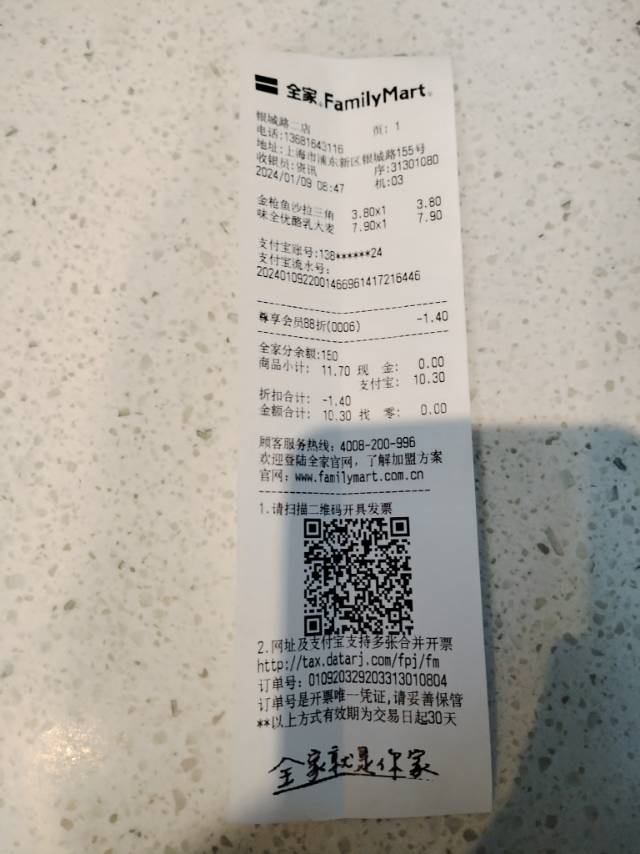 全家 FamilyMart
银城路二店 页: 1
电话:13681643116
地址:上海市浦东新区银城路155号
收银员:资讯 序:31301080
2024/01/09 08:47 机:03
金枪鱼沙拉三角 3.80x1 3.80
味全优酪乳大麦 7.90x1 7.90
支付宝账号:138******24
支付宝流水号:
2024010922001466961417216446
尊享会员88折(0006) -1.40
全家分余额:150
商品小计: 11.70 现 金: 0.00
支付宝: 10.30
折扣合计: -1.40
金额合计: 10.30 找 零: 0.00
顾客服务热线: 4008-200-996
欢迎登陆全家官网，了解加盟方案
官网: www.familymart.com.cn
1.请扫描二维码开具发票
2.网址及支付宝支持多张合并开票
http://tax.datarj.com/fpj/fm
订单号: 010920329203313010804
订单号是开票唯一凭证,请妥善保管
**以上方式有效期为交易日起30天
全家就是你家